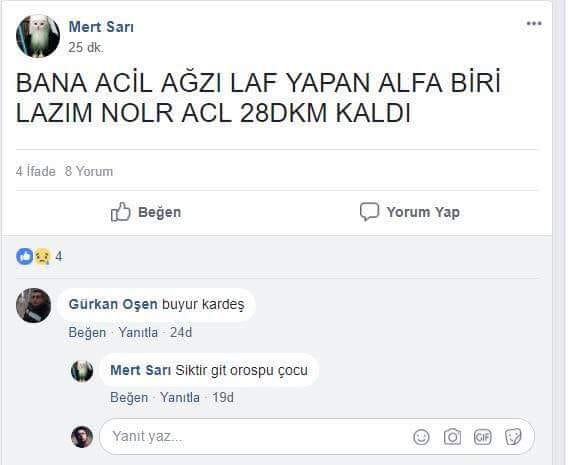 Mert Sarı
25 dk.
BANA ACİL AĞZI LAF YAPAN ALFA BİRİ
LAZIM NOLR ACL 28DKM KALDI
4 İfade 8 Yorum
Beğen Yorum Yap
4
Gürkan Oşen buyur kardeş
Beğen · Yanıtla · 24d
Mert Sarı Siktir git orospu çocu
Beğen · Yanıtla · 19d
Yanıt yaz...
GIF